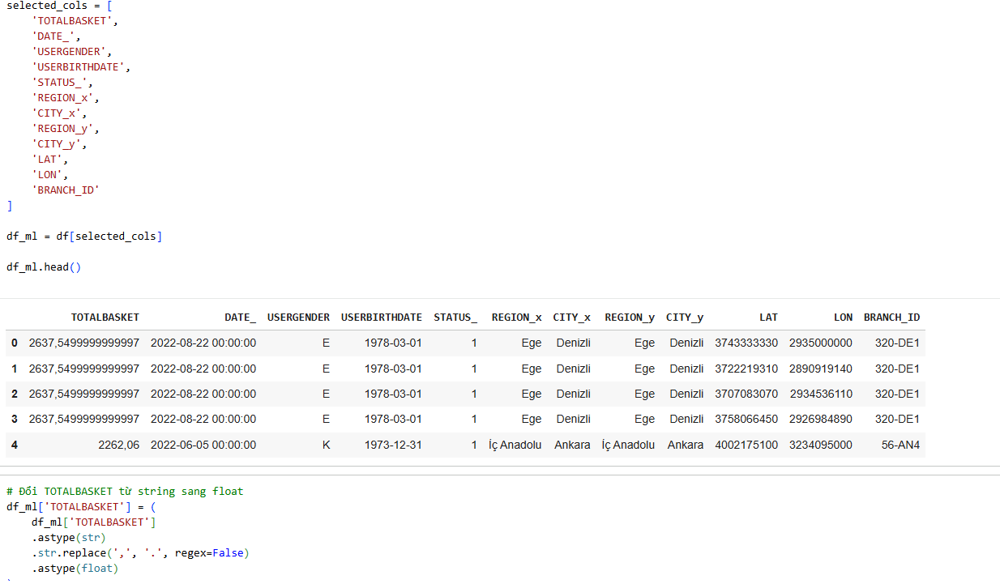 selected_cols = [
    'TOTALBASKET',
    'DATE_',
    'USERGENDER',
    'USERBIRTHDATE',
    'STATUS_',
    'REGION_x',
    'CITY_x',
    'REGION_y',
    'CITY_y',
    'LAT',
    'LON',
    'BRANCH_ID'
]
df_ml = df[selected_cols]
df_ml.head()
TOTALBASKET DATE_ USERGENDER USERBIRTHDATE STATUS_ REGION_x CITY_x REGION_y CITY_y LAT LON BRANCH_ID
0 2637,5499999999997 2022-08-22 00:00:00 E 1978-03-01 1 Ege Denizli Ege Denizli 3743333330 2935000000 320-DE1
1 2637,5499999999997 2022-08-22 00:00:00 E 1978-03-01 1 Ege Denizli Ege Denizli 3722219310 2890919140 320-DE1
2 2637,5499999999997 2022-08-22 00:00:00 E 1978-03-01 1 Ege Denizli Ege Denizli 3707083070 2934536110 320-DE1
3 2637,5499999999997 2022-08-22 00:00:00 E 1978-03-01 1 Ege Denizli Ege Denizli 3758066450 2926984890 320-DE1
4 2262,06 2022-06-05 00:00:00 K 1973-12-31 1 İç Anadolu Ankara İç Anadolu Ankara 4002175100 3234095000 56-AN4
# Đổi TOTALBASKET từ string sang float
df_ml['TOTALBASKET'] = (
    df_ml['TOTALBASKET']
    .astype(str)
    .str.replace(',', '.', regex=False)
    .astype(float)